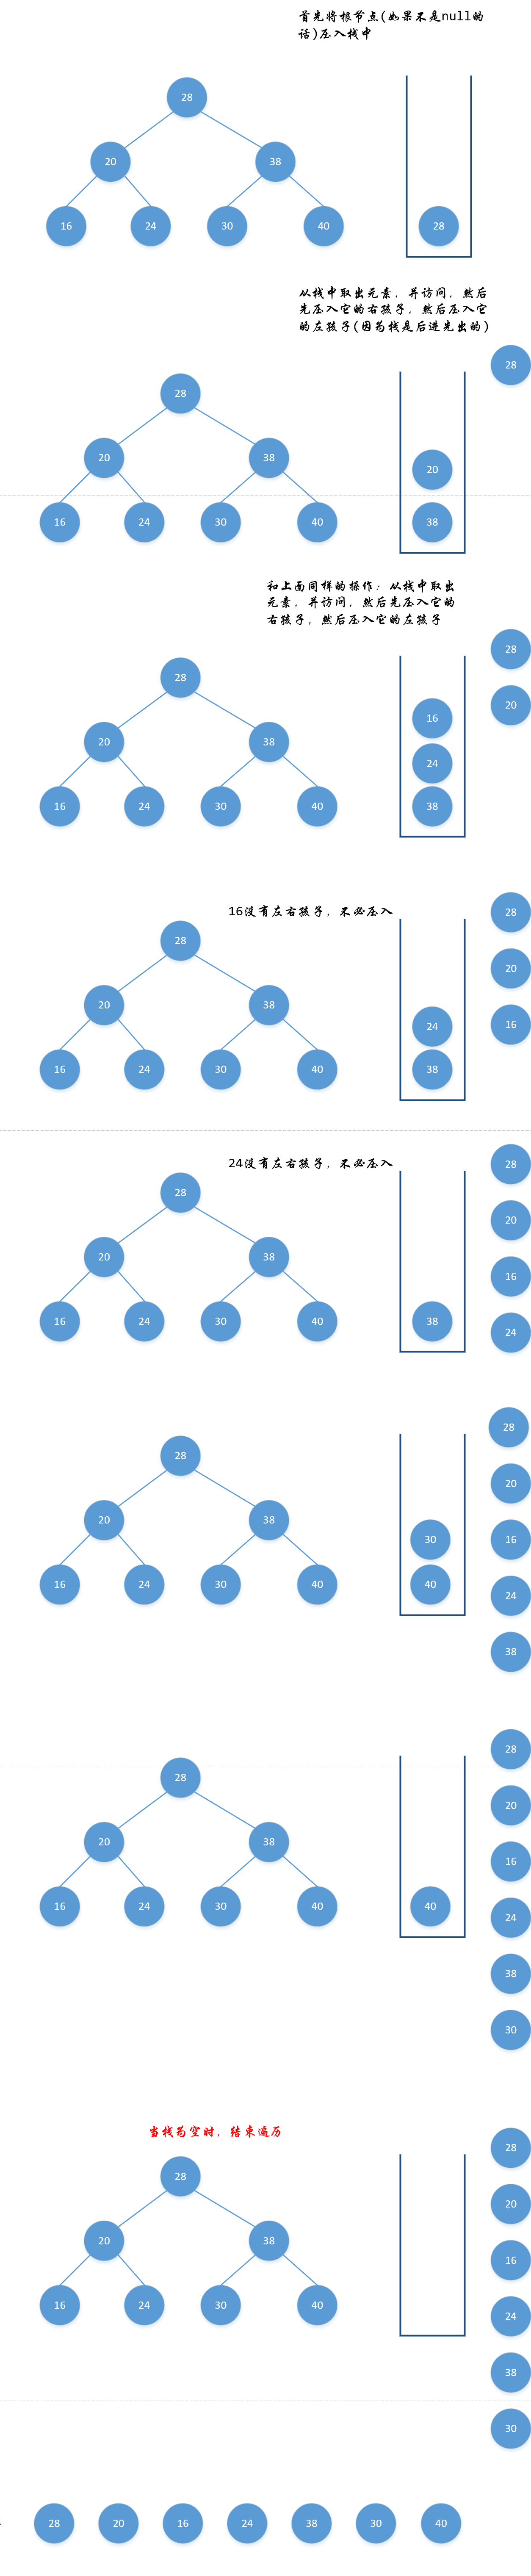 首先将根节点(如果不是null的
话)压入栈中
28
20 38
16 24 30 40
28
从栈中取出元素，并访问，然后
先压入它的右孩子，然后压入它
的左孩子(因为栈是后进先出的)
28
28
20 38
20
16 24 30 40
38
和上面同样的操作：从栈中取出
元素，并访问，然后先压入它的
右孩子，然后压入它的左孩子
28
28
20
16
20 38
24
16 24 30 40
38
28
16没有左右孩子，不必压入
28
20
20 38
16
24
16 24 30 40
38
24没有左右孩子，不必压入
28
28
20
20 38
16
16 24 30 40
38
24
28
28
20
20 38
30
16
16 24 30 40
40
24
38
28
28
20
20 38
16
16 24 30 40
40
24
38
30
当栈为空时，结束遍历
28
28
20
20 38
16
16 24 30 40
24
38
30
28 20 16 24 38 30 40